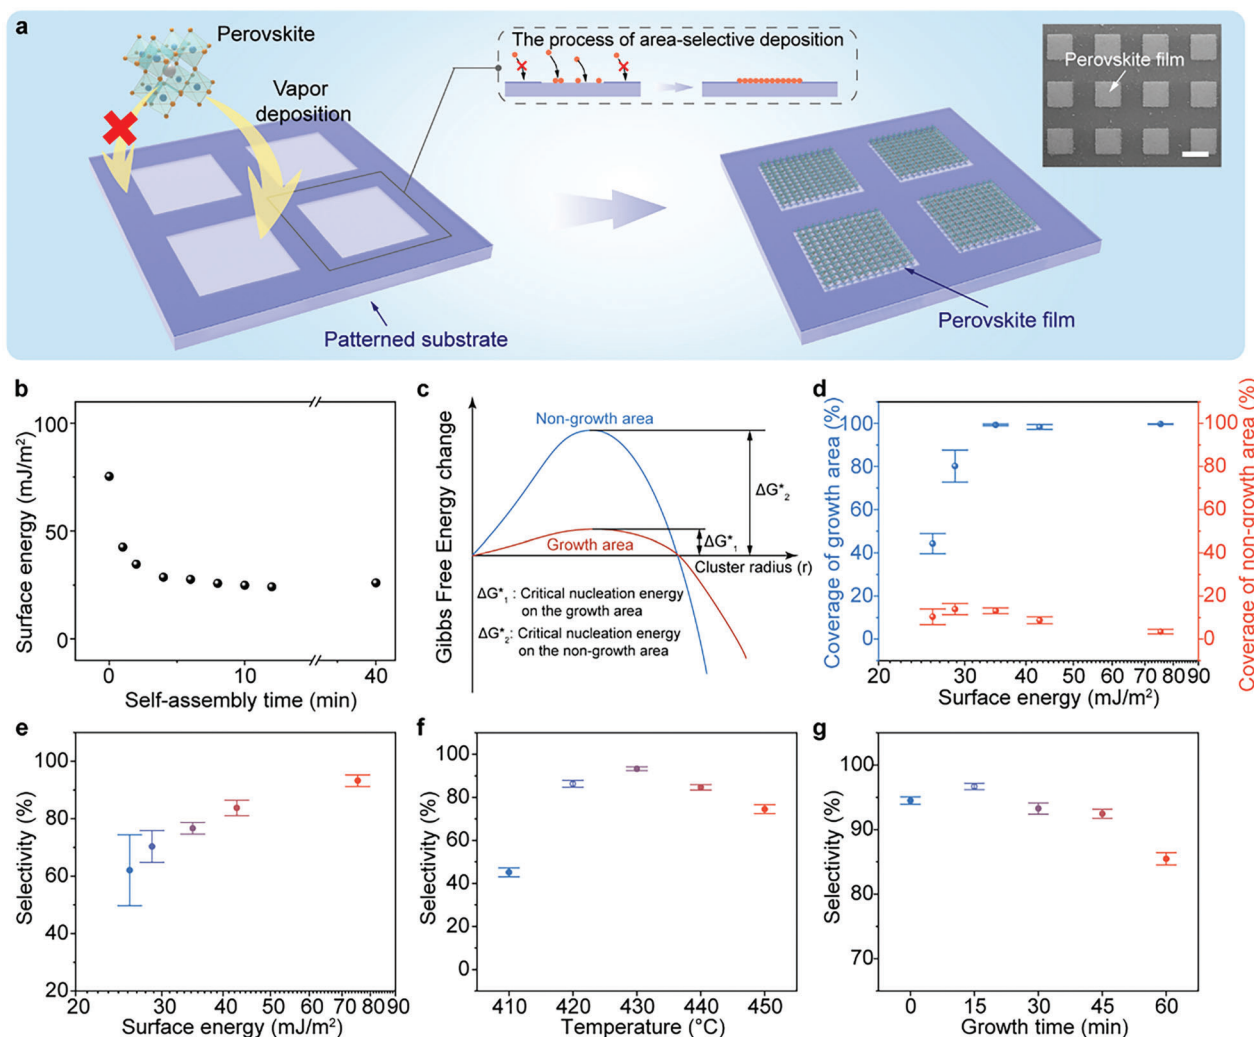 a
Perovskite
Vapor
deposition
The process of area-selective deposition
Perovskite film
Patterned substrate
Perovskite film
b
Surface energy (mJ/m²)
100
50
25
0
0
10
40
Self-assembly time (min)
c
Gibbs Free Energy change
Non-growth area
Growth area
ΔG*₂
ΔG*₁
Cluster radius (r)
ΔG*₁ : Critical nucleation energy
on the growth area
ΔG*₂: Critical nucleation energy
on the non-growth area
d
Coverage of growth area (%)
100
80
60
40
20
0
Coverage of non-growth area (%)
100
80
60
40
20
0
20
30
40
50
60
70
80
90
Surface energy (mJ/m²)
e
Selectivity (%)
100
80
60
40
20
20
30
40
50
60
70
80
90
Surface energy (mJ/m²)
f
Selectivity (%)
100
80
60
40
20
0
410
420
430
440
450
Temperature (°C)
g
Selectivity (%)
100
90
80
70
65
0
15
30
45
60
Growth time (min)